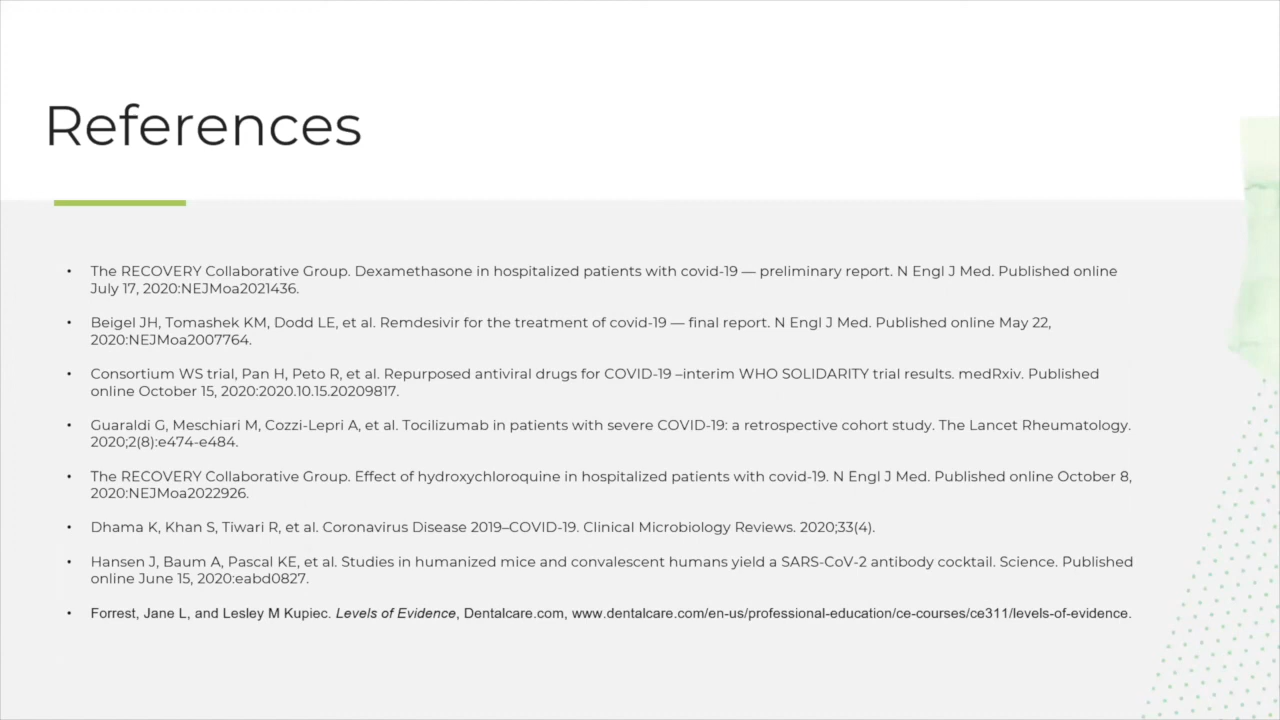 References
• The RECOVERY Collaborative Group. Dexamethasone in hospitalized patients with covid-19 — preliminary report. N Engl J Med. Published online
July 17, 2020:NEJMoa2021436.
• Beigel JH, Tomashek KM, Dodd LE, et al. Remdesivir for the treatment of covid-19 — final report. N Engl J Med. Published online May 22,
2020:NEJMoa2007764.
• Consortium WS trial, Pan H, Peto R, et al. Repurposed antiviral drugs for COVID-19 –interim WHO SOLIDARITY trial results. medRxiv. Published
online October 15, 2020:2020.10.15.20209817.
• Guaraldi G, Meschiari M, Cozzi-Lepri A, et al. Tocilizumab in patients with severe COVID-19: a retrospective cohort study. The Lancet Rheumatology.
2020;2(8):e474-e484.
• The RECOVERY Collaborative Group. Effect of hydroxychloroquine in hospitalized patients with covid-19. N Engl J Med. Published online October 8,
2020:NEJMoa2022926.
• Dhama K, Khan S, Tiwari R, et al. Coronavirus Disease 2019–COVID-19. Clinical Microbiology Reviews. 2020;33(4).
• Hansen J, Baum A, Pascal KE, et al. Studies in humanized mice and convalescent humans yield a SARS-CoV-2 antibody cocktail. Science. Published
online June 15, 2020:eabd0827.
• Forrest, Jane L, and Lesley M Kupiec. Levels of Evidence, Dentalcare.com, www.dentalcare.com/en-us/professional-education/ce-courses/ce311/levels-of-evidence.